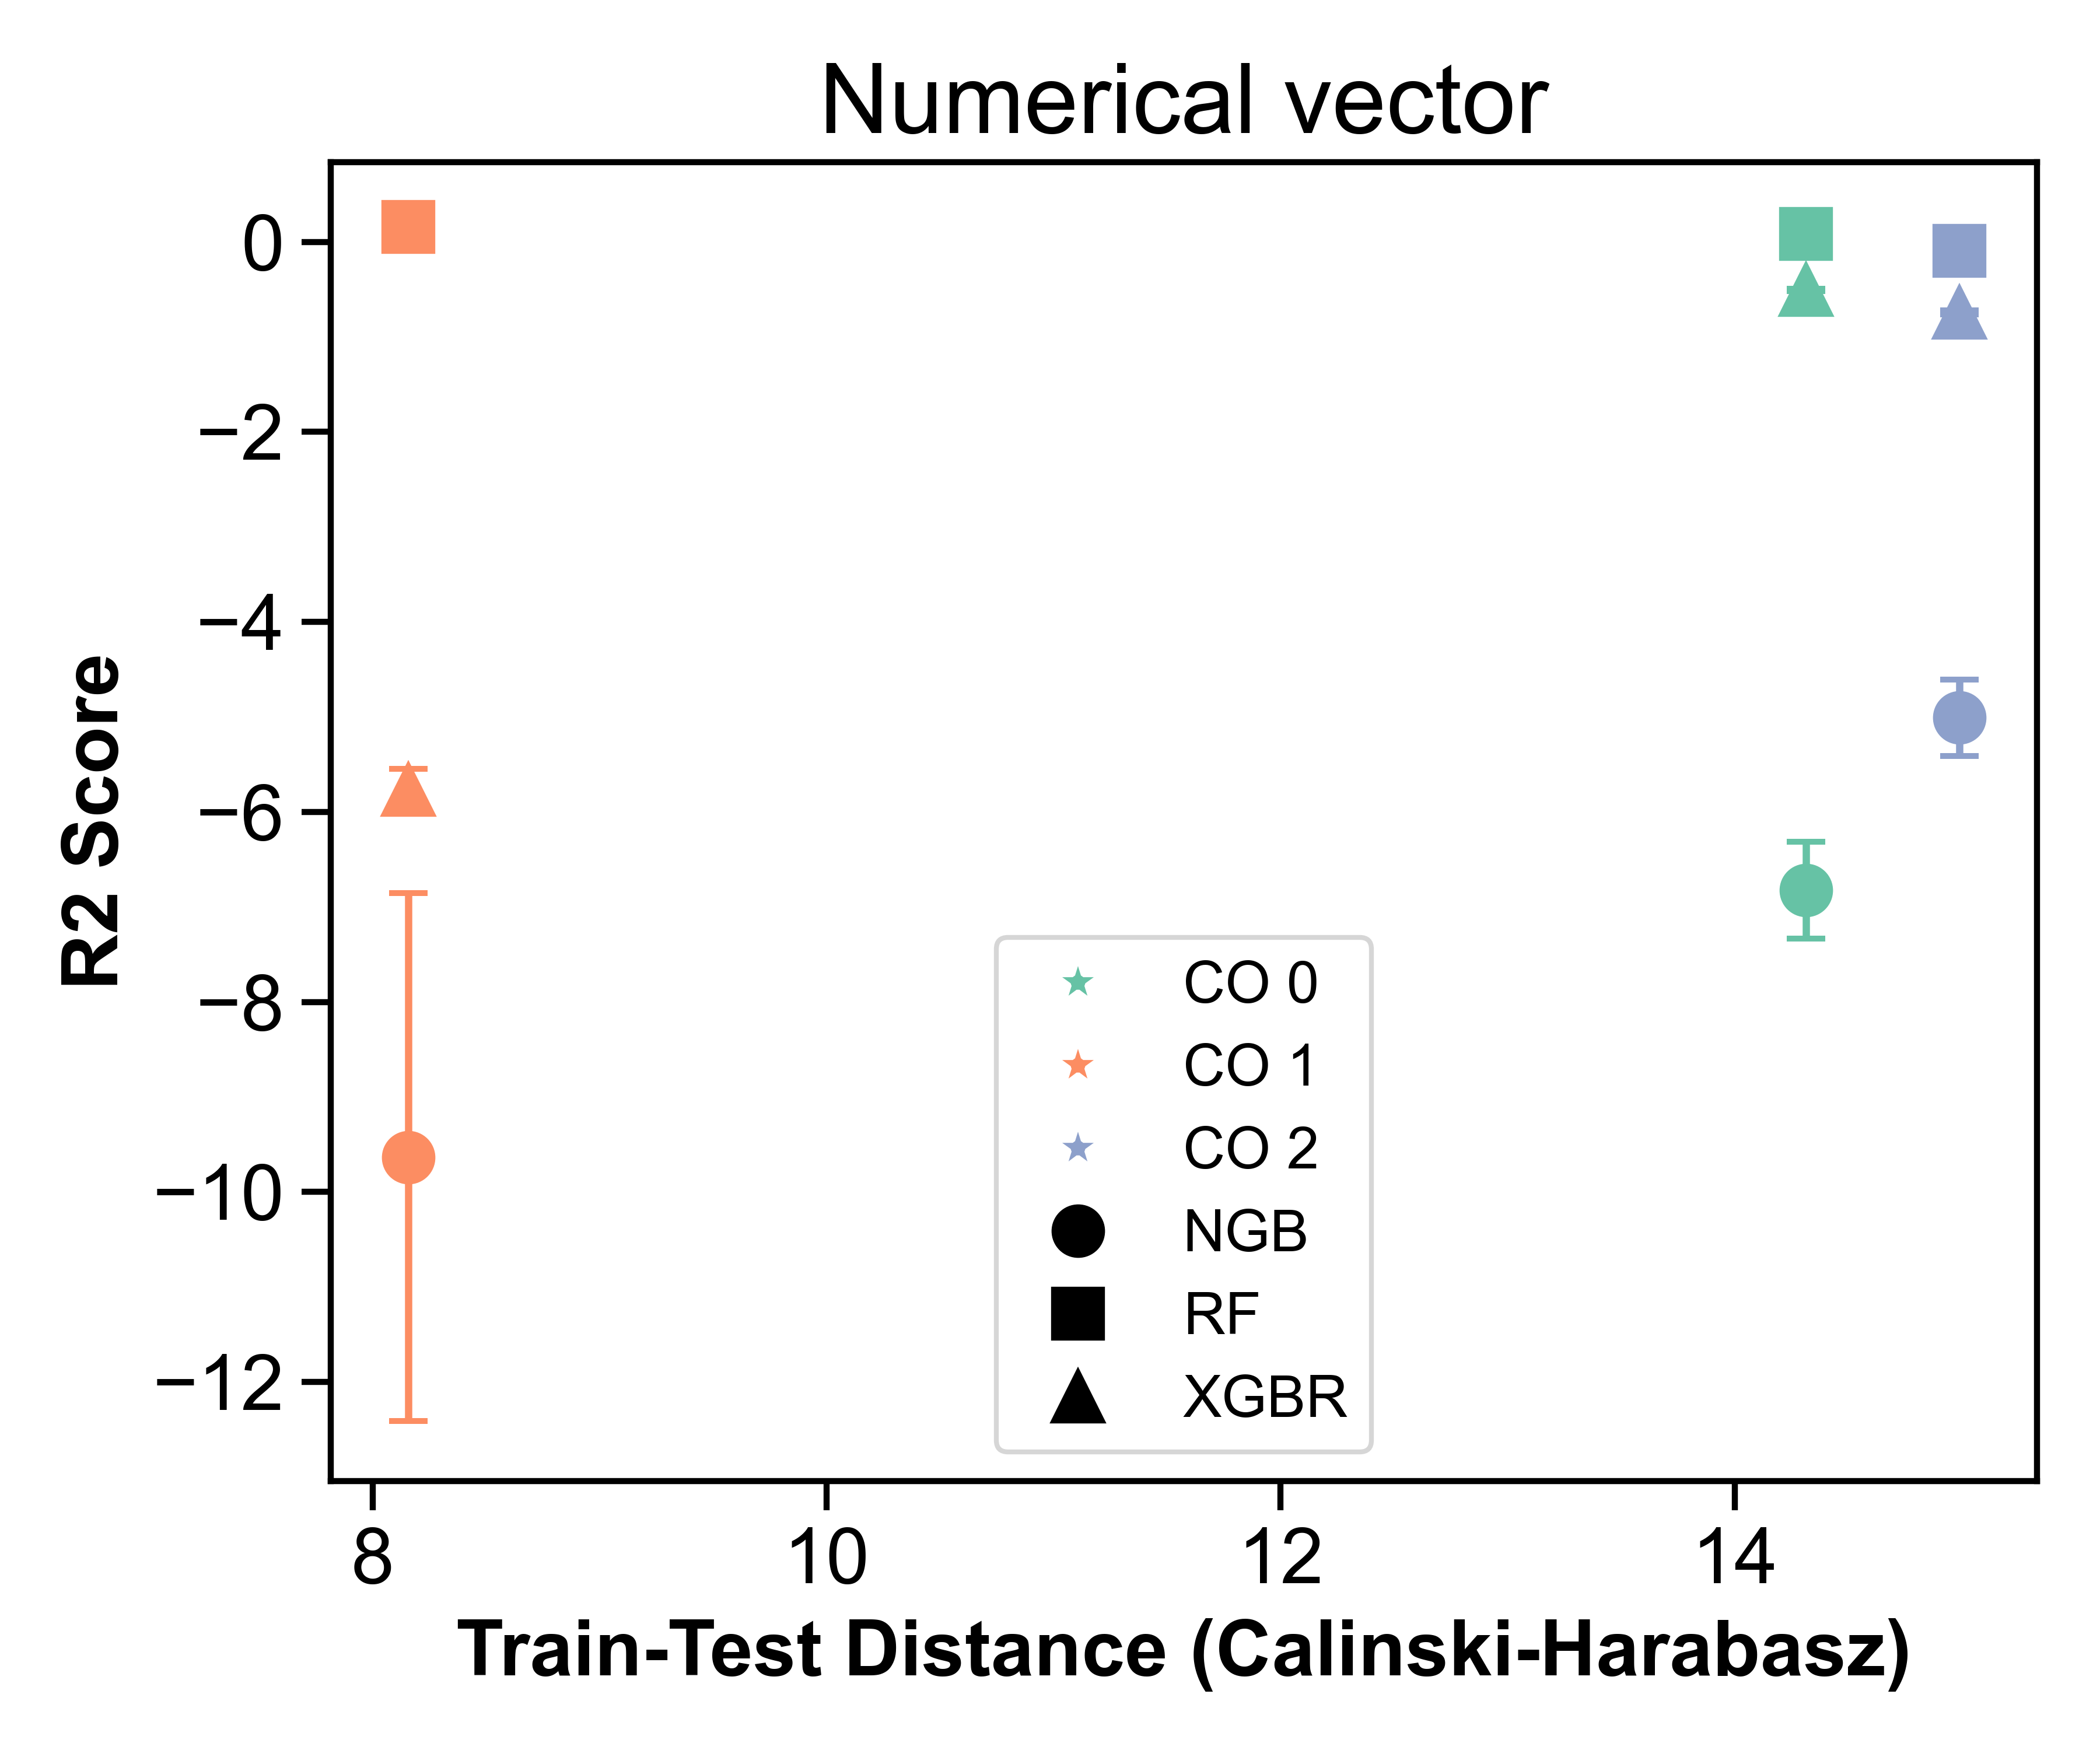 Numerical vector
R2 Score
0
−2
−4
−6
−8
−10
−12
CO 0
CO 1
CO 2
NGB
RF
XGBR
8 10 12 14
Train-Test Distance (Calinski-Harabasz)